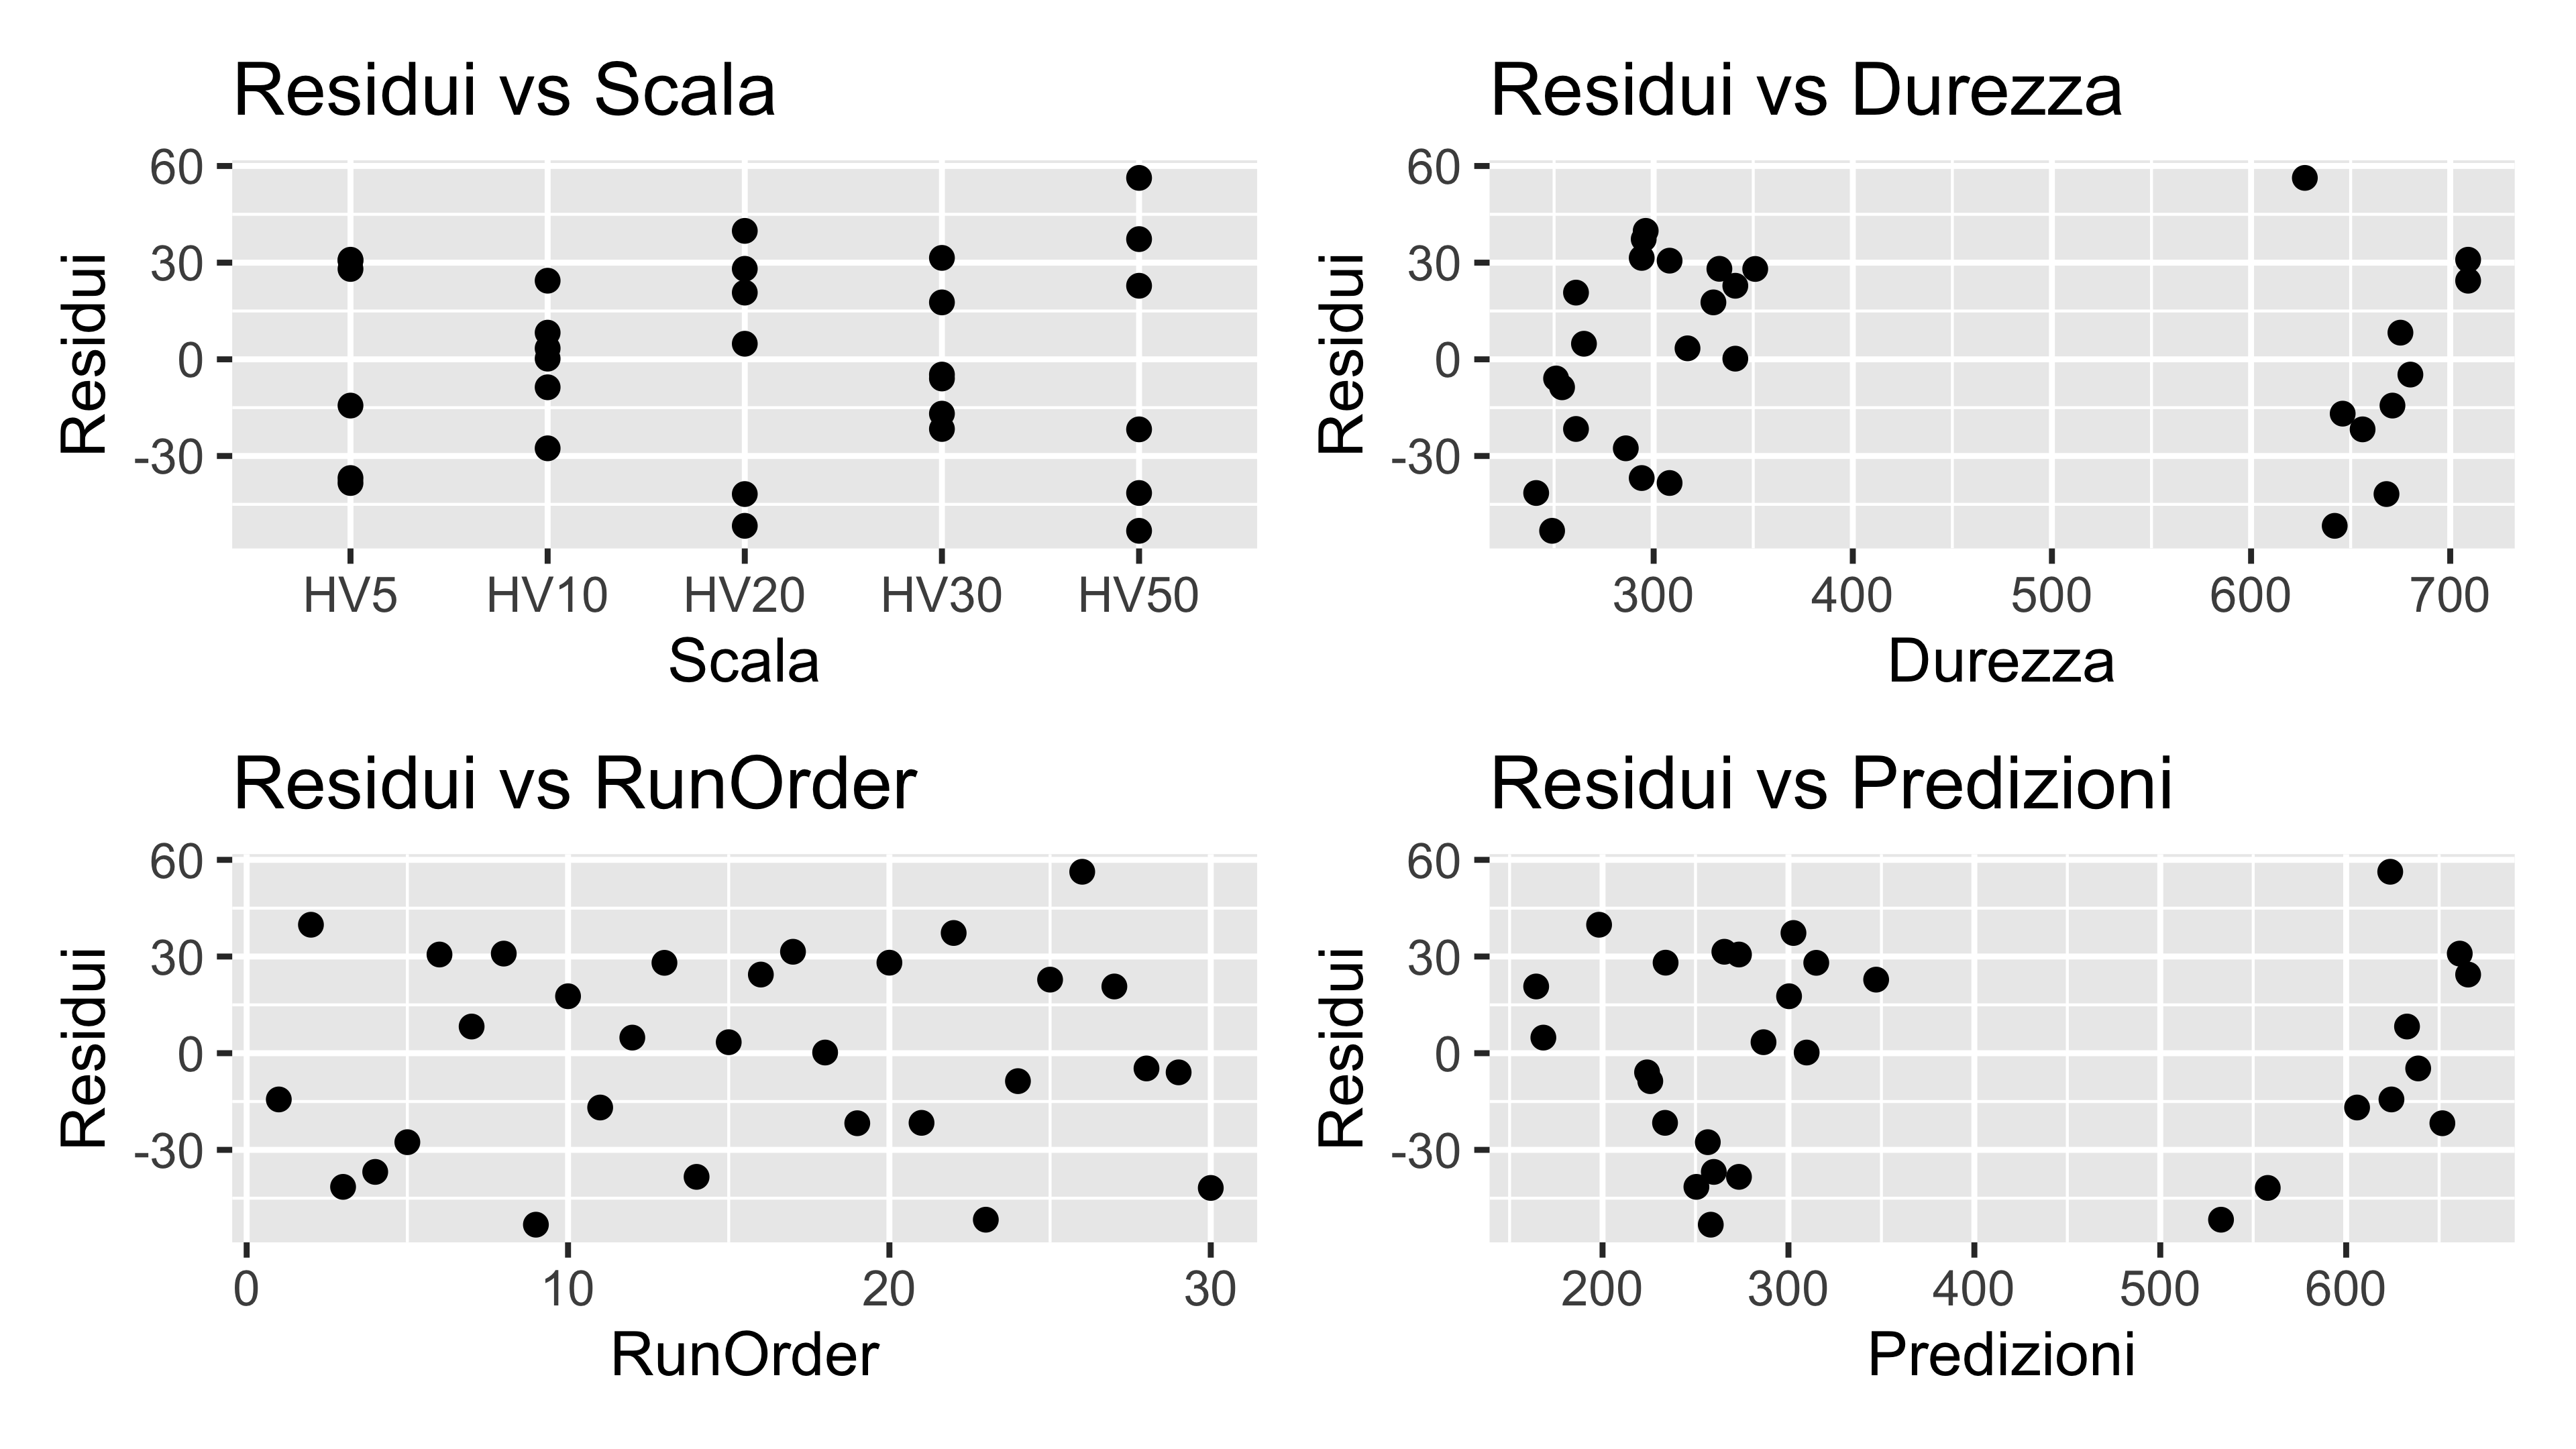 Residui vs Scala
60
30
0
-30
Residui
HV5 HV10 HV20 HV30 HV50
Scala
Residui vs Durezza
60
30
0
-30
Residui
300 400 500 600 700
Durezza
Residui vs RunOrder
60
30
0
-30
Residui
0 10 20 30
RunOrder
Residui vs Predizioni
60
30
0
-30
Residui
200 300 400 500 600
Predizioni